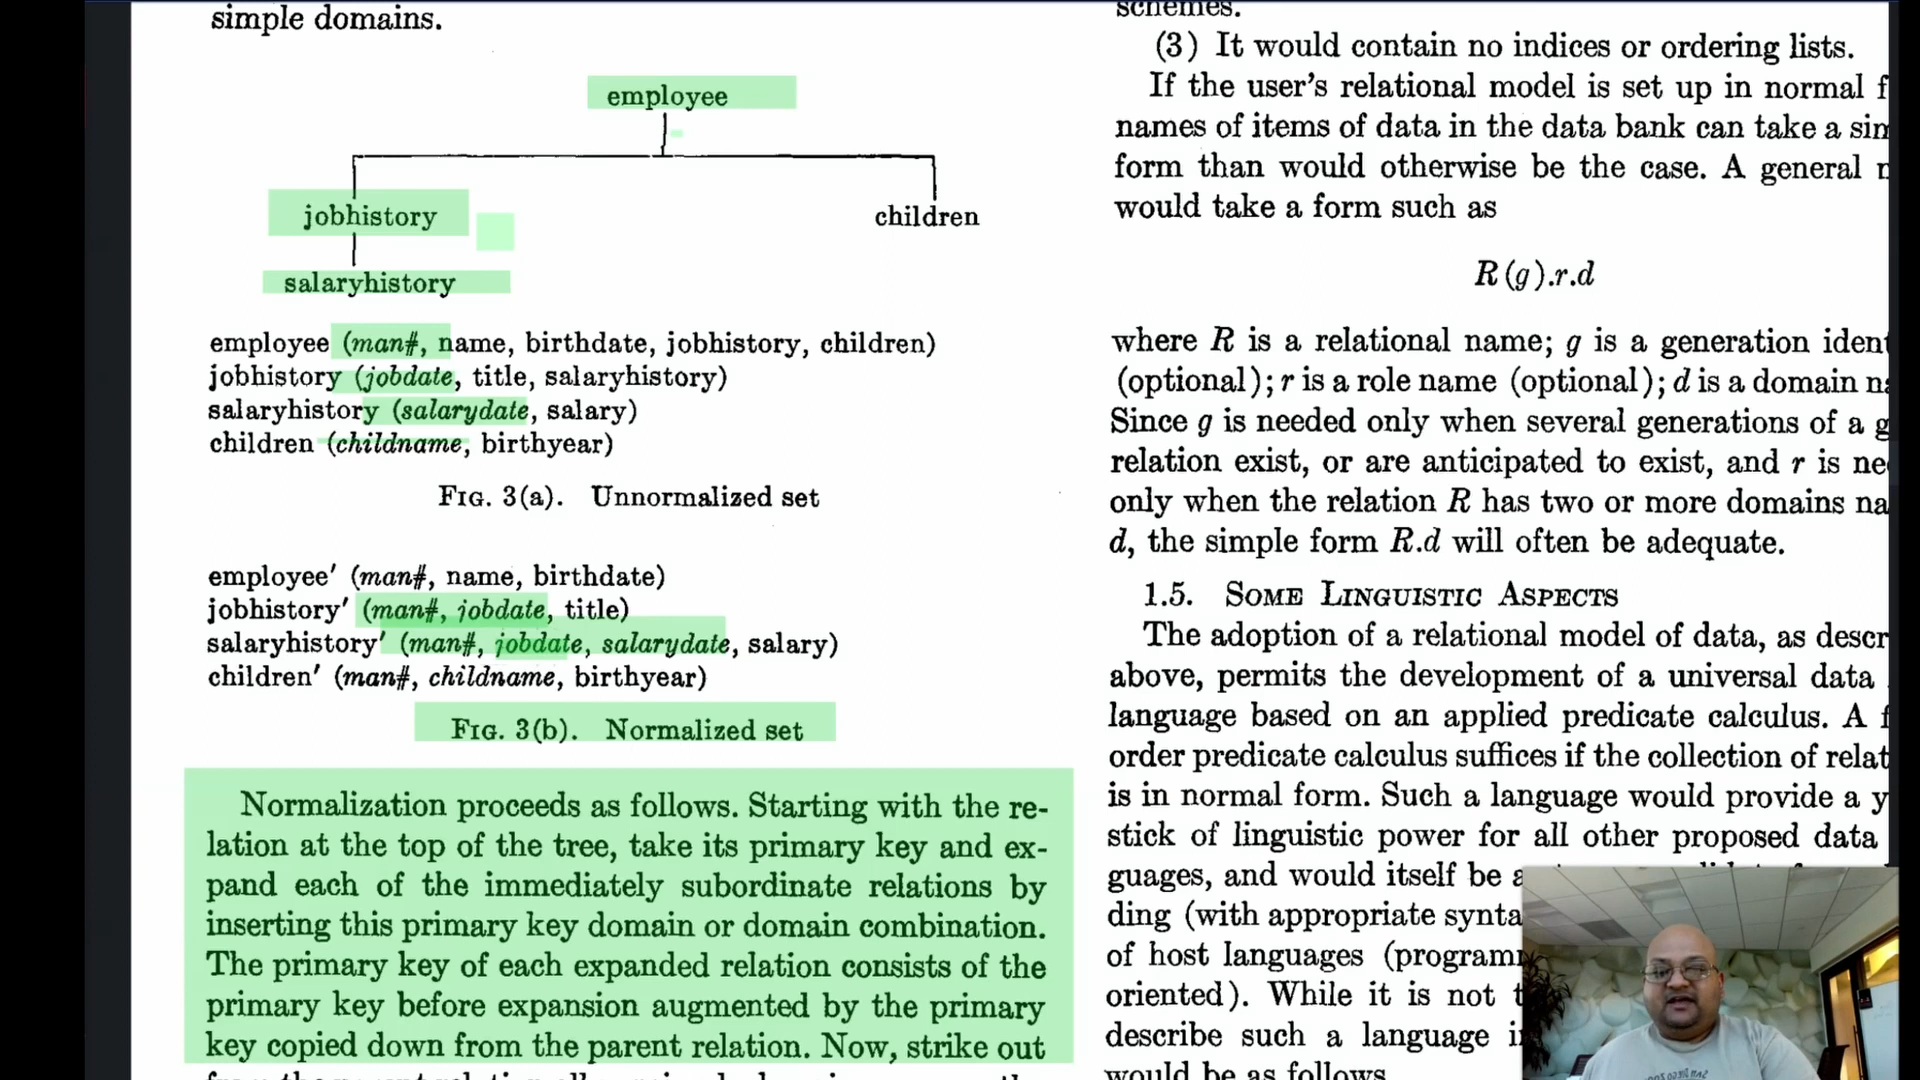 simple domains.
employee
jobhistory
children
salaryhistory
employee (man#, name, birthdate, jobhistory, children)
jobhistory (jobdate, title, salaryhistory)
salaryhistory (salarydate, salary)
children (childname, birthyear)
FIG. 3(a). Unnormalized set
employee′ (man#, name, birthdate)
jobhistory′ (man#, jobdate, title)
salaryhistory′ (man#, jobdate, salarydate, salary)
children′ (man#, childname, birthyear)
FIG. 3(b). Normalized set
Normalization proceeds as follows. Starting with the re-
lation at the top of the tree, take its primary key and ex-
pand each of the immediately subordinate relations by
inserting this primary key domain or domain combination.
The primary key of each expanded relation consists of the
primary key before expansion augmented by the primary
key copied down from the parent relation. Now, strike out
schemes.
(3) It would contain no indices or ordering lists.
If the user's relational model is set up in normal f
names of items of data in the data bank can take a sim
form than would otherwise be the case. A general n
would take a form such as
R(g).r.d
where R is a relational name; g is a generation ident
(optional); r is a role name (optional); d is a domain na
Since g is needed only when several generations of a g
relation exist, or are anticipated to exist, and r is ne
only when the relation R has two or more domains na
d, the simple form R.d will often be adequate.
1.5. SOME LINGUISTIC ASPECTS
The adoption of a relational model of data, as descr
above, permits the development of a universal data
language based on an applied predicate calculus. A f
order predicate calculus suffices if the collection of relat
is in normal form. Such a language would provide a y
stick of linguistic power for all other proposed data
guages, and would itself be a
ding (with appropriate synta
of host languages (program
oriented). While it is not t
describe such a language i
would be as follows